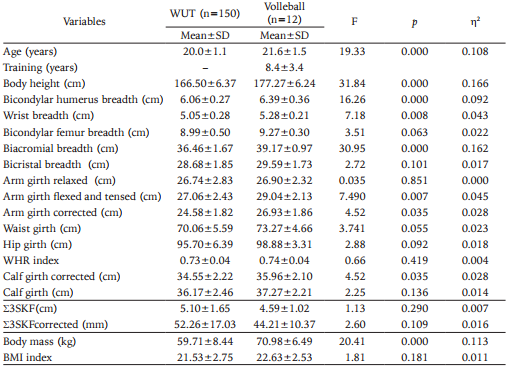 Variables WUT (n=150) Volleball (n=12) F p η²
Mean±SD Mean±SD
Age (years) 20.0±1.1 21.6±1.5 19.33 0.000 0.108
Training (years) – 8.4±3.4
Body height (cm) 166.50±6.37 177.27±6.24 31.84 0.000 0.166
Bicondylar humerus breadth (cm) 6.06±0.27 6.39±0.36 16.26 0.000 0.092
Wrist breadth (cm) 5.05±0.28 5.28±0.21 7.18 0.008 0.043
Bicondylar femur breadth (cm) 8.99±0.50 9.27±0.30 3.51 0.063 0.022
Biacromial breadth (cm) 36.46±1.67 39.17±0.97 30.95 0.000 0.162
Bicristal breadth (cm) 28.68±1.85 29.59±1.73 2.72 0.101 0.017
Arm girth relaxed (cm) 26.74±2.83 26.90±2.32 0.035 0.851 0.000
Arm girth flexed and tensed (cm) 27.06±2.43 29.04±2.13 7.490 0.007 0.045
Arm girth corrected (cm) 24.58±1.82 26.93±1.86 4.52 0.035 0.028
Waist girth (cm) 70.06±5.59 73.27±4.66 3.741 0.055 0.023
Hip girth (cm) 95.70±6.39 98.88±3.31 2.88 0.092 0.018
WHR index 0.73±0.04 0.74±0.04 0.66 0.419 0.004
Calf girth corrected (cm) 34.55±2.22 35.96±2.10 4.52 0.035 0.028
Calf girth (cm) 36.17±2.46 37.27±2.21 2.25 0.136 0.014
Σ3SKF(cm) 5.10±1.65 4.59±1.02 1.13 0.290 0.007
Σ3SKFcorrected (mm) 52.26±17.03 44.21±10.37 2.60 0.109 0.016
Body mass (kg) 59.71±8.44 70.98±6.49 20.41 0.000 0.113
BMI index 21.53±2.75 22.63±2.53 1.81 0.181 0.011